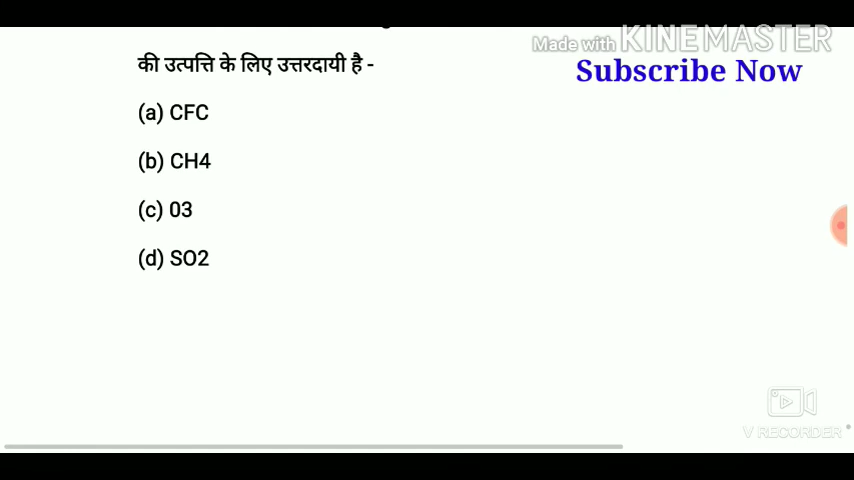 Made with KINEMASTER
की उत्पत्ति के लिए उत्तरदायी है -
Subscribe Now
(a) CFC
(b) CH4
(c) 03
(d) SO2
V RECORDER